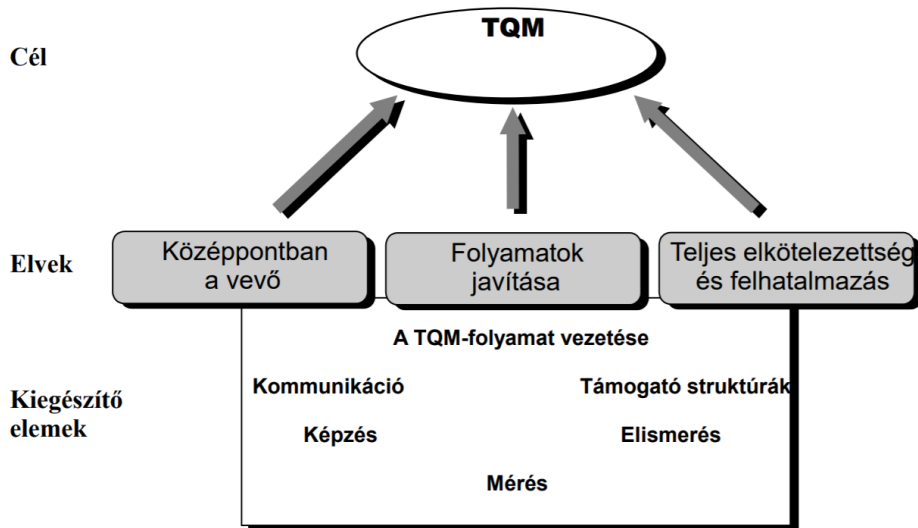 TQM
Cél
Elvek
Középpontban
a vevő
Folyamatok
javítása
Teljes elkötelezettség
és felhatalmazás
A TQM-folyamat vezetése
Kiegészítő
elemek
Kommunikáció
Támogató struktúrák
Képzés
Elismerés
Mérés